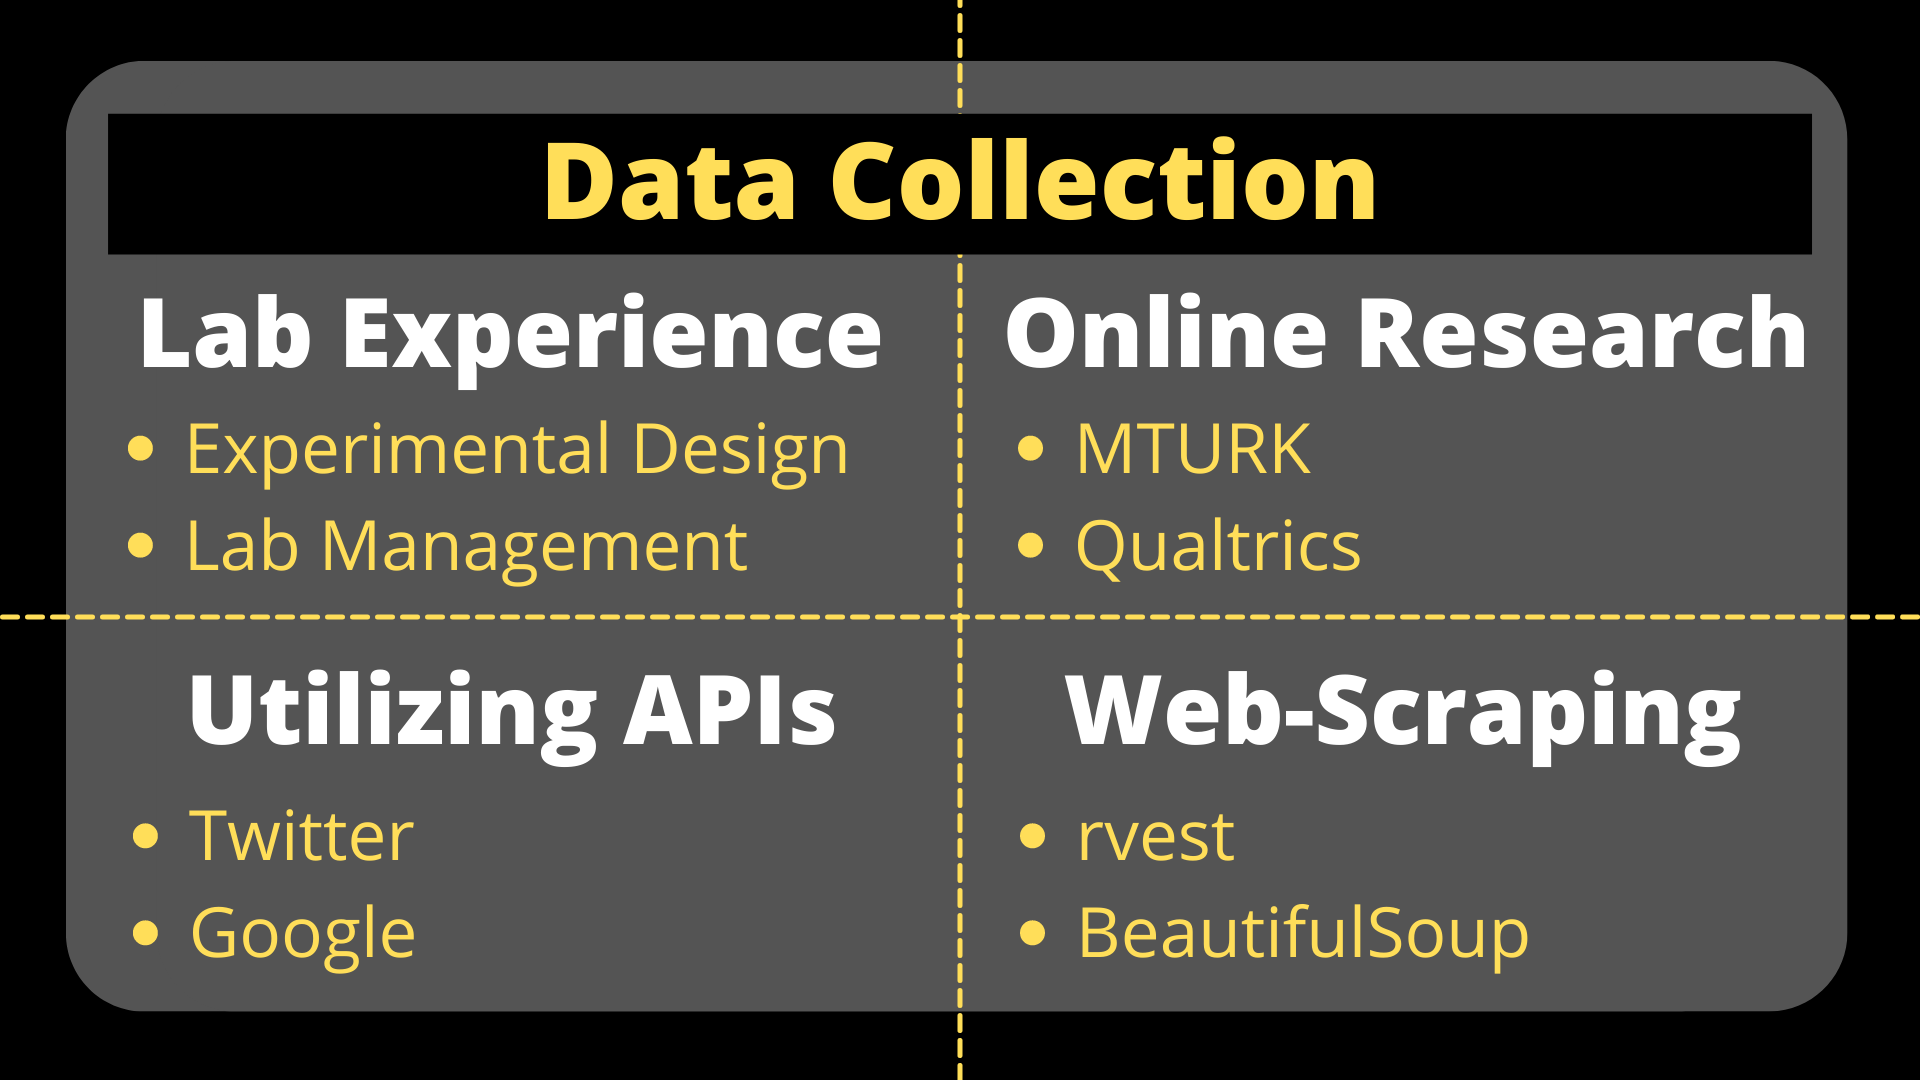 Data Collection
Lab Experience
• Experimental Design
• Lab Management
Online Research
• MTURK
• Qualtrics
Utilizing APIs
• Twitter
• Google
Web-Scraping
• rvest
• BeautifulSoup